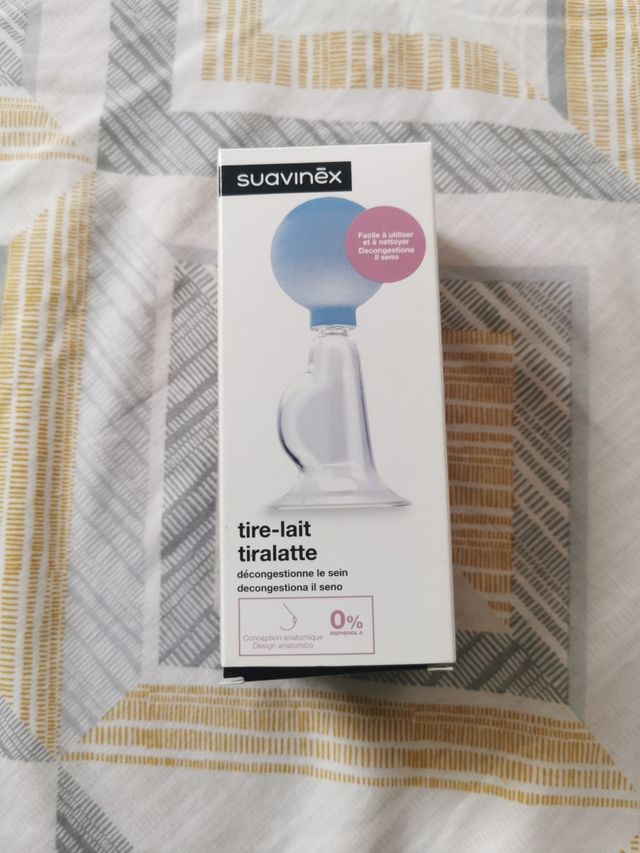 suavinēx
Facile à utiliser
et à nettoyer
Decongestiona
il seno
tire-lait
tiralatte
décongestionne le sein
decongestiona il seno
Conception anatomique
Design anatomico
0%
BISPHENOL A